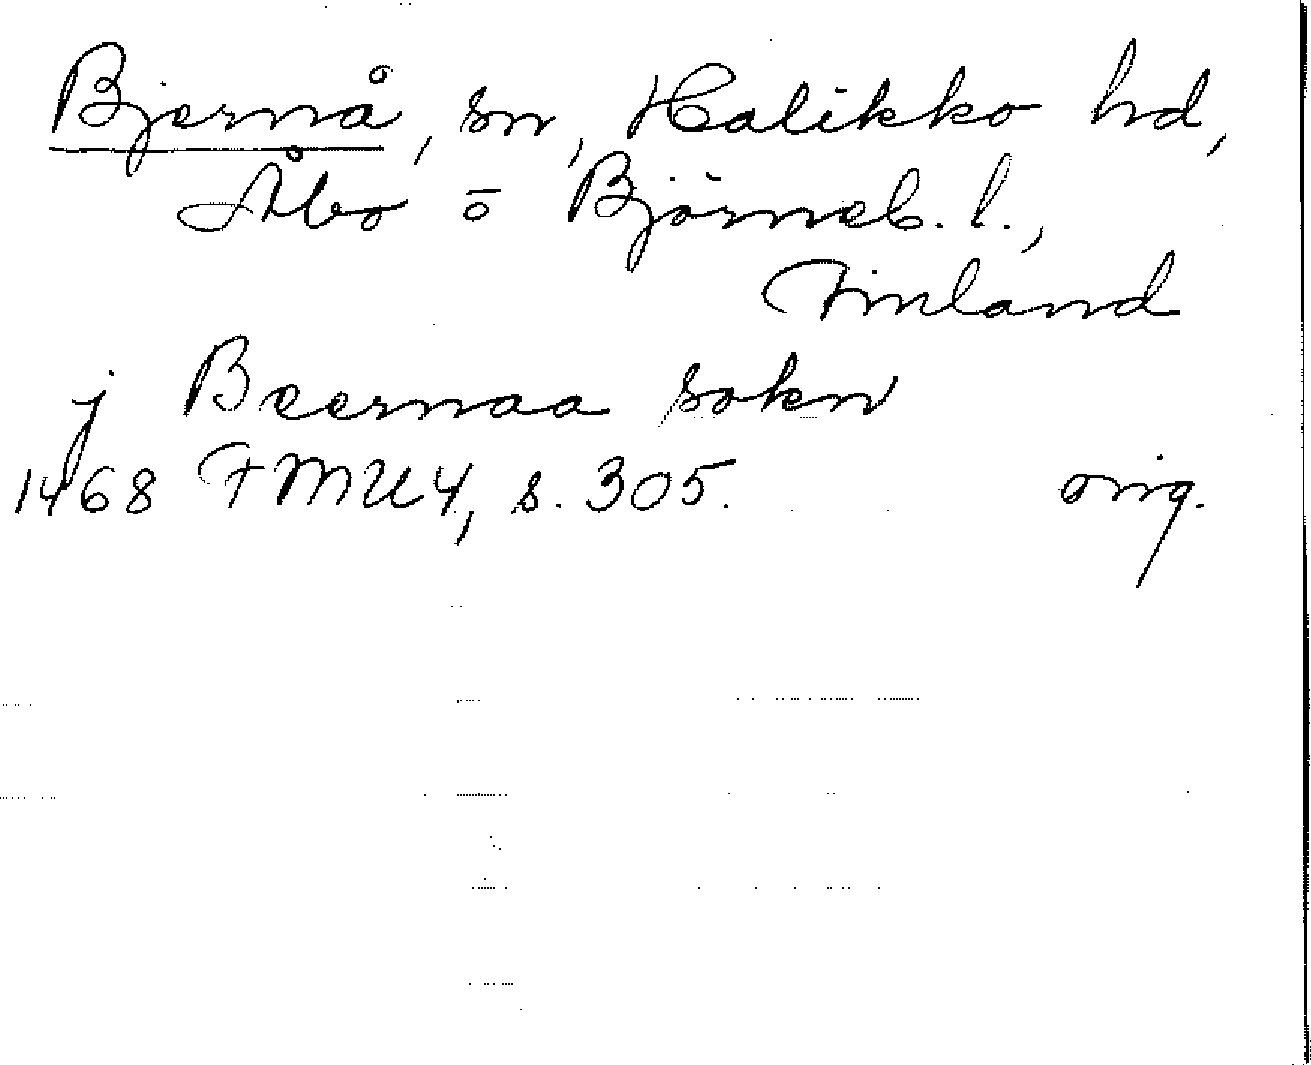 Bjernå, sn, Halikko hd,
Åbo o Björneb. l.,
Finland
j Beernaa sokn
1468 FMU4, s. 305. orig.